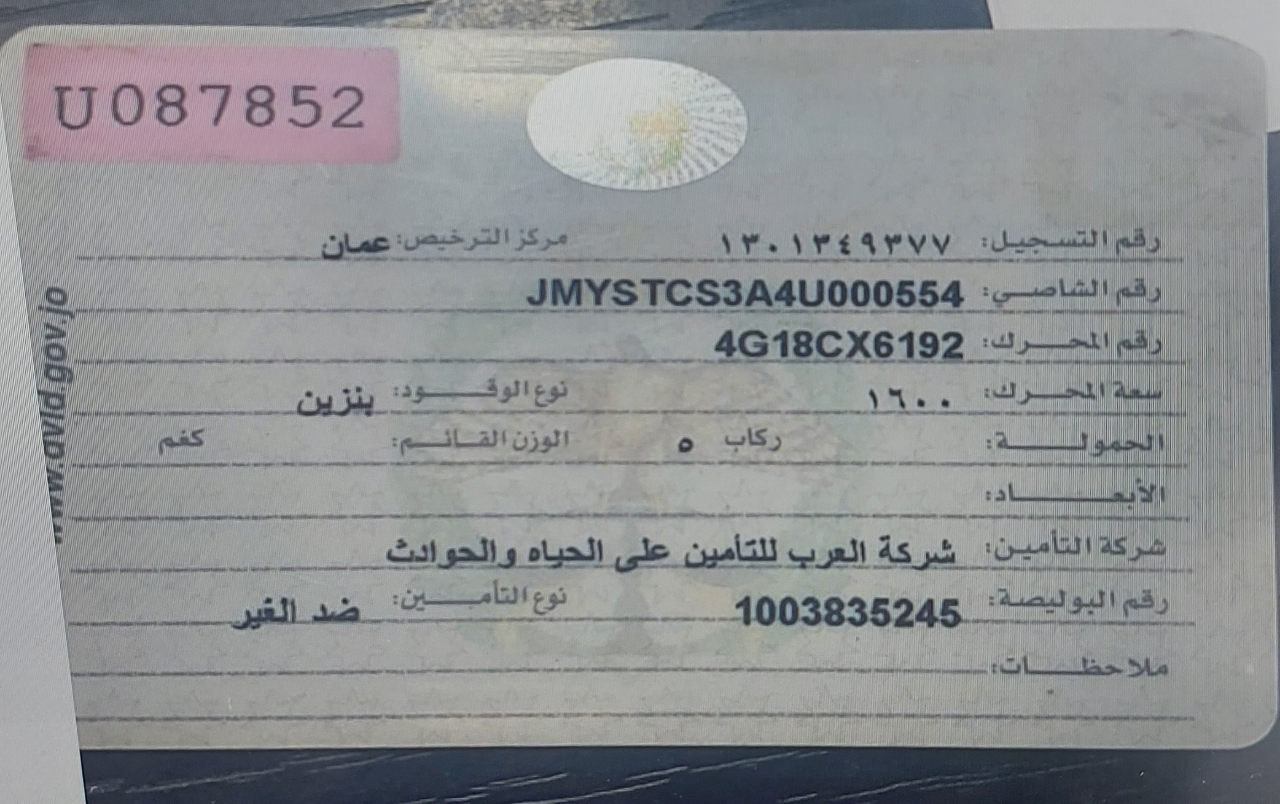 U087852
رقم التسجيل: ١٣٠١٣٤٩٣٧٧ مركز الترخيص: عمان
رقم الشاصي: JMYSTCS3A4U000554
رقم المحرك: 4G18CX6192
سعة المحرك: ١٦٠٠ نوع الوقود: بنزين
الحمولة: ٥ ركاب الوزن القائم: كغم
الأبعاد:
شركة التأمين: شركة العرب للتأمين على الحياه والحوادث
رقم البوليصة: 1003835245 نوع التأمين: ضد الغير
ملاحظات:
www.dvld.gov.jo